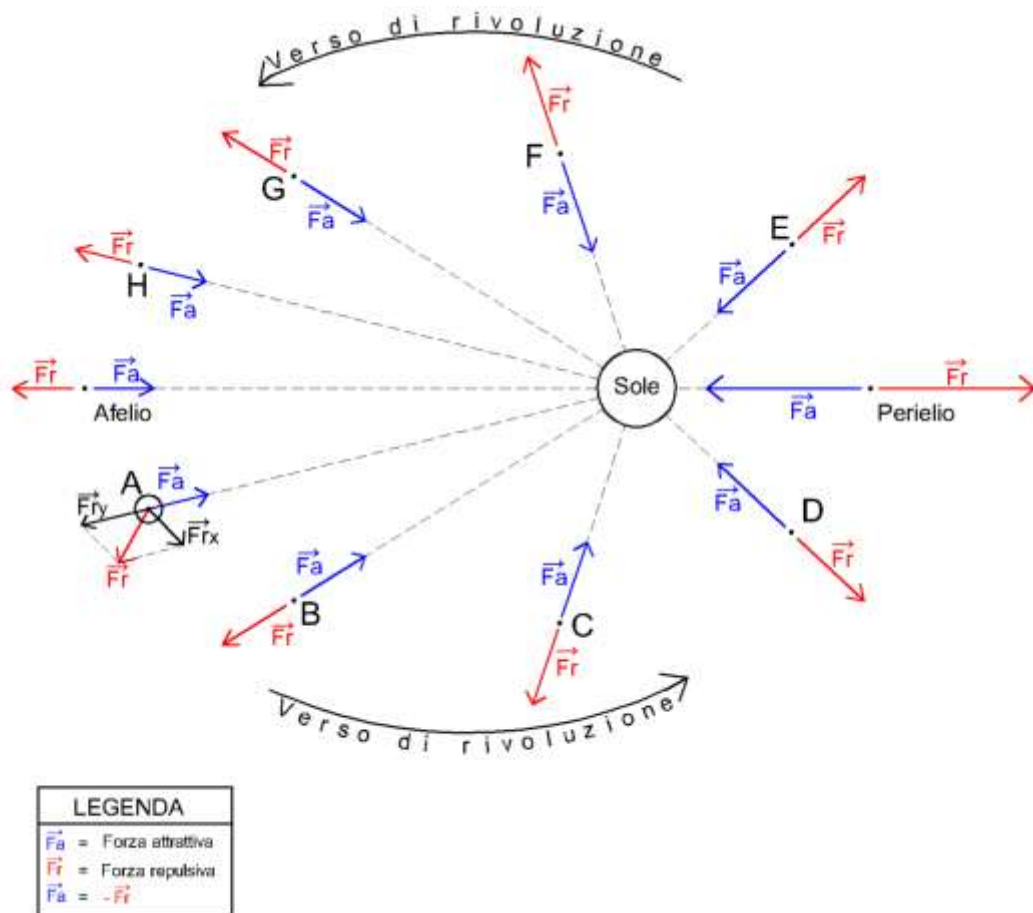 Verso di rivoluzione
Fr
F
Fr
G
Fa
Fa
E
Fr
Fa
Fr
H
Fa
Fr
Fa
Sole
Fr
Afelio
Fa
Perielio
A
Fa
Fry
Frx
Fr
Fa
D
Fr
Fa
B
Fr
Fa
C
Fr
Verso di rivoluzione
LEGENDA
Fa = Forza attrattiva
Fr = Forza repulsiva
Fa = -Fr